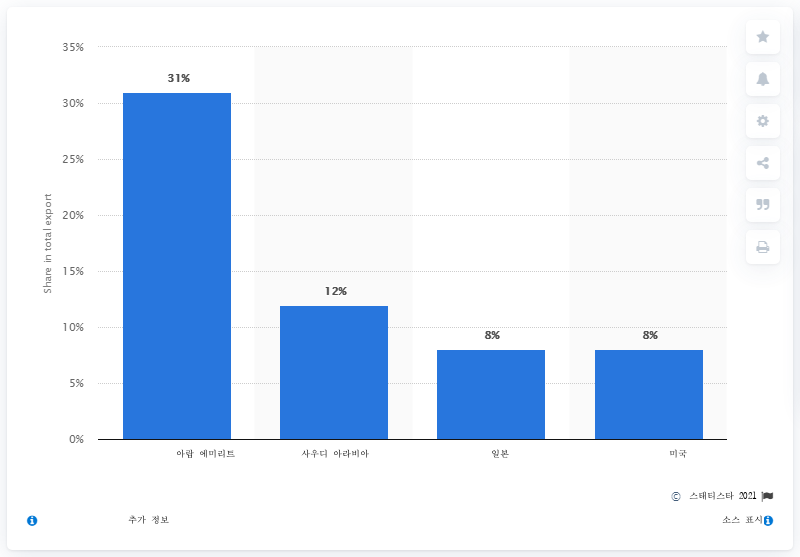 35%
31%
30%
25%
20%
Share in total export
15%
12%
10%
8%
8%
5%
0%
아랍 에미리트
사우디 아라비아
일본
미국
© 스태티스타 2021
추가 정보
소스 표시